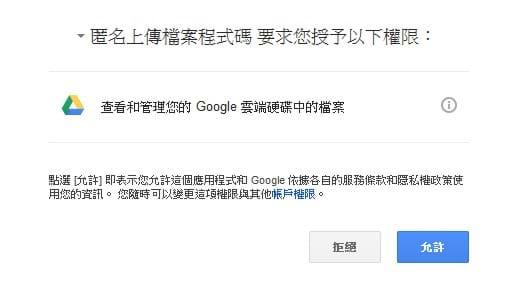 匿名上傳檔案程式碼 要求您授予以下權限：
查看和管理您的 Google 雲端硬碟中的檔案
點選 [允許] 即表示您允許這個應用程式和 Google 依據各自的服務條款和隱私權政策使
用您的資訊。 您隨時可以變更這項權限與其他帳戶權限。
拒絕
允許